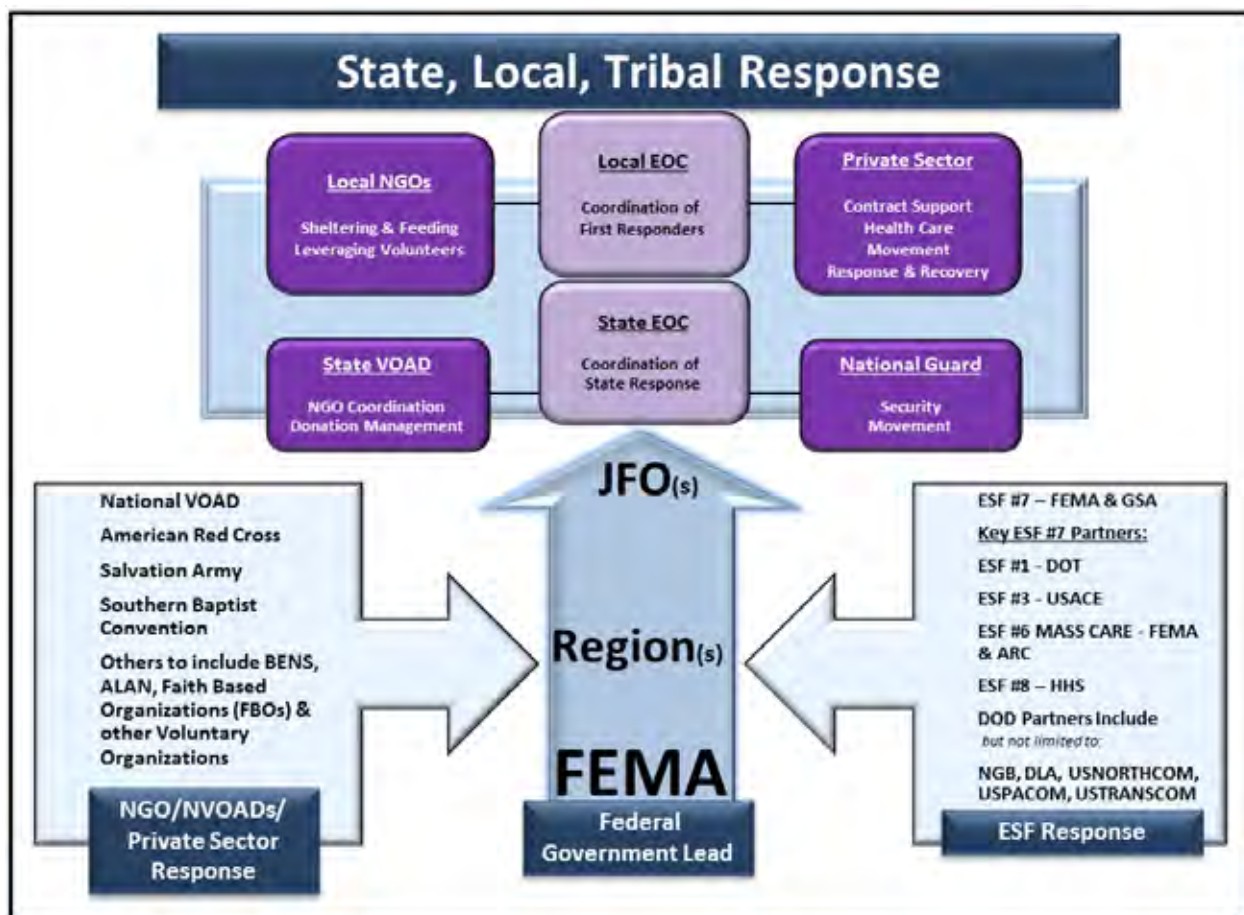 State, Local, Tribal Response
Local NGOs
Sheltering & Feeding
Leveraging Volunteers
Local EOC
Coordination of
First Responders
Private Sector
Contract Support
Health Care
Movement
Response & Recovery
State VOAD
NGO Coordination
Donation Management
State EOC
Coordination of
State Response
National Guard
Security
Movement
National VOAD
American Red Cross
Salvation Army
Southern Baptist
Convention
Others to include BENS,
ALAN, Faith Based
Organizations (FBOs) &
other Voluntary
Organizations
NGO/NVOADs/
Private Sector
Response
JFO(s)
Region(s)
FEMA
Federal
Government Lead
ESF #7 – FEMA & GSA
Key ESF #7 Partners:
ESF #1 - DOT
ESF #3 - USACE
ESF #6 MASS CARE - FEMA
& ARC
ESF #8 – HHS
DOD Partners Include
but not limited to:
NGB, DLA, USNORTHCOM,
USPACOM, USTRANSCOM
ESF Response